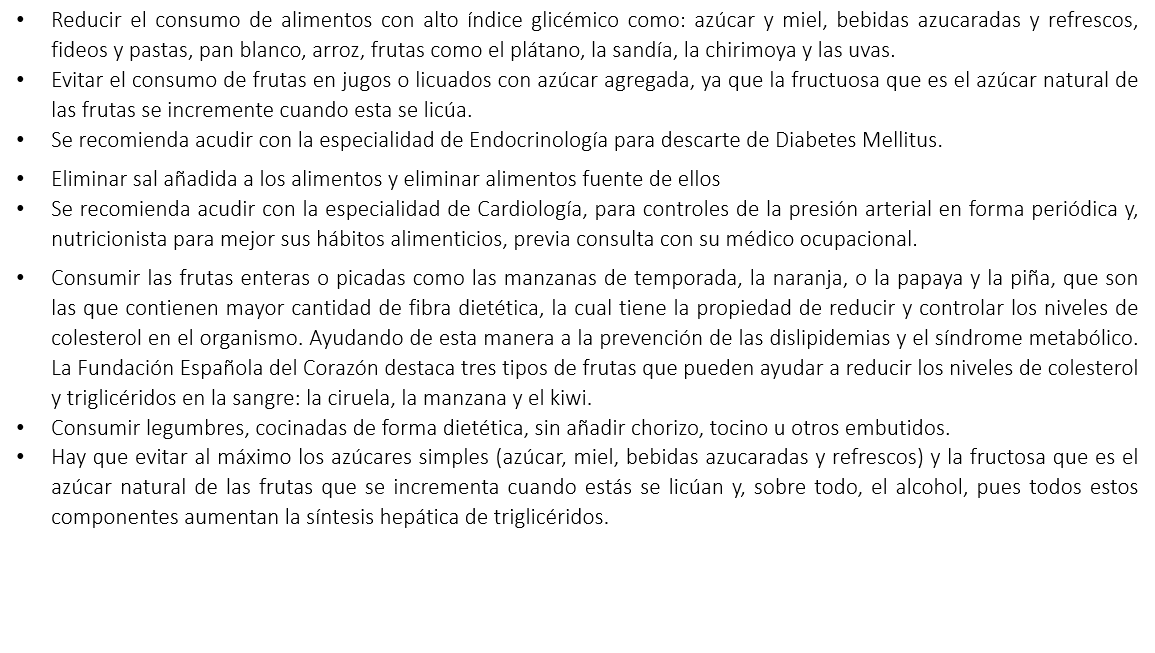 • Reducir el consumo de alimentos con alto índice glicémico como: azúcar y miel, bebidas azucaradas y refrescos,
fideos y pastas, pan blanco, arroz, frutas como el plátano, la sandía, la chirimoya y las uvas.
• Evitar el consumo de frutas en jugos o licuados con azúcar agregada, ya que la fructuosa que es el azúcar natural de
las frutas se incremente cuando esta se licúa.
• Se recomienda acudir con la especialidad de Endocrinología para descarte de Diabetes Mellitus.
• Eliminar sal añadida a los alimentos y eliminar alimentos fuente de ellos
• Se recomienda acudir con la especialidad de Cardiología, para controles de la presión arterial en forma periódica y,
nutricionista para mejor sus hábitos alimenticios, previa consulta con su médico ocupacional.
• Consumir las frutas enteras o picadas como las manzanas de temporada, la naranja, o la papaya y la piña, que son
las que contienen mayor cantidad de fibra dietética, la cual tiene la propiedad de reducir y controlar los niveles de
colesterol en el organismo. Ayudando de esta manera a la prevención de las dislipidemias y el síndrome metabólico.
La Fundación Española del Corazón destaca tres tipos de frutas que pueden ayudar a reducir los niveles de colesterol
y triglicéridos en la sangre: la ciruela, la manzana y el kiwi.
• Consumir legumbres, cocinadas de forma dietética, sin añadir chorizo, tocino u otros embutidos.
• Hay que evitar al máximo los azúcares simples (azúcar, miel, bebidas azucaradas y refrescos) y la fructosa que es el
azúcar natural de las frutas que se incrementa cuando estás se licúan y, sobre todo, el alcohol, pues todos estos
componentes aumentan la síntesis hepática de triglicéridos.